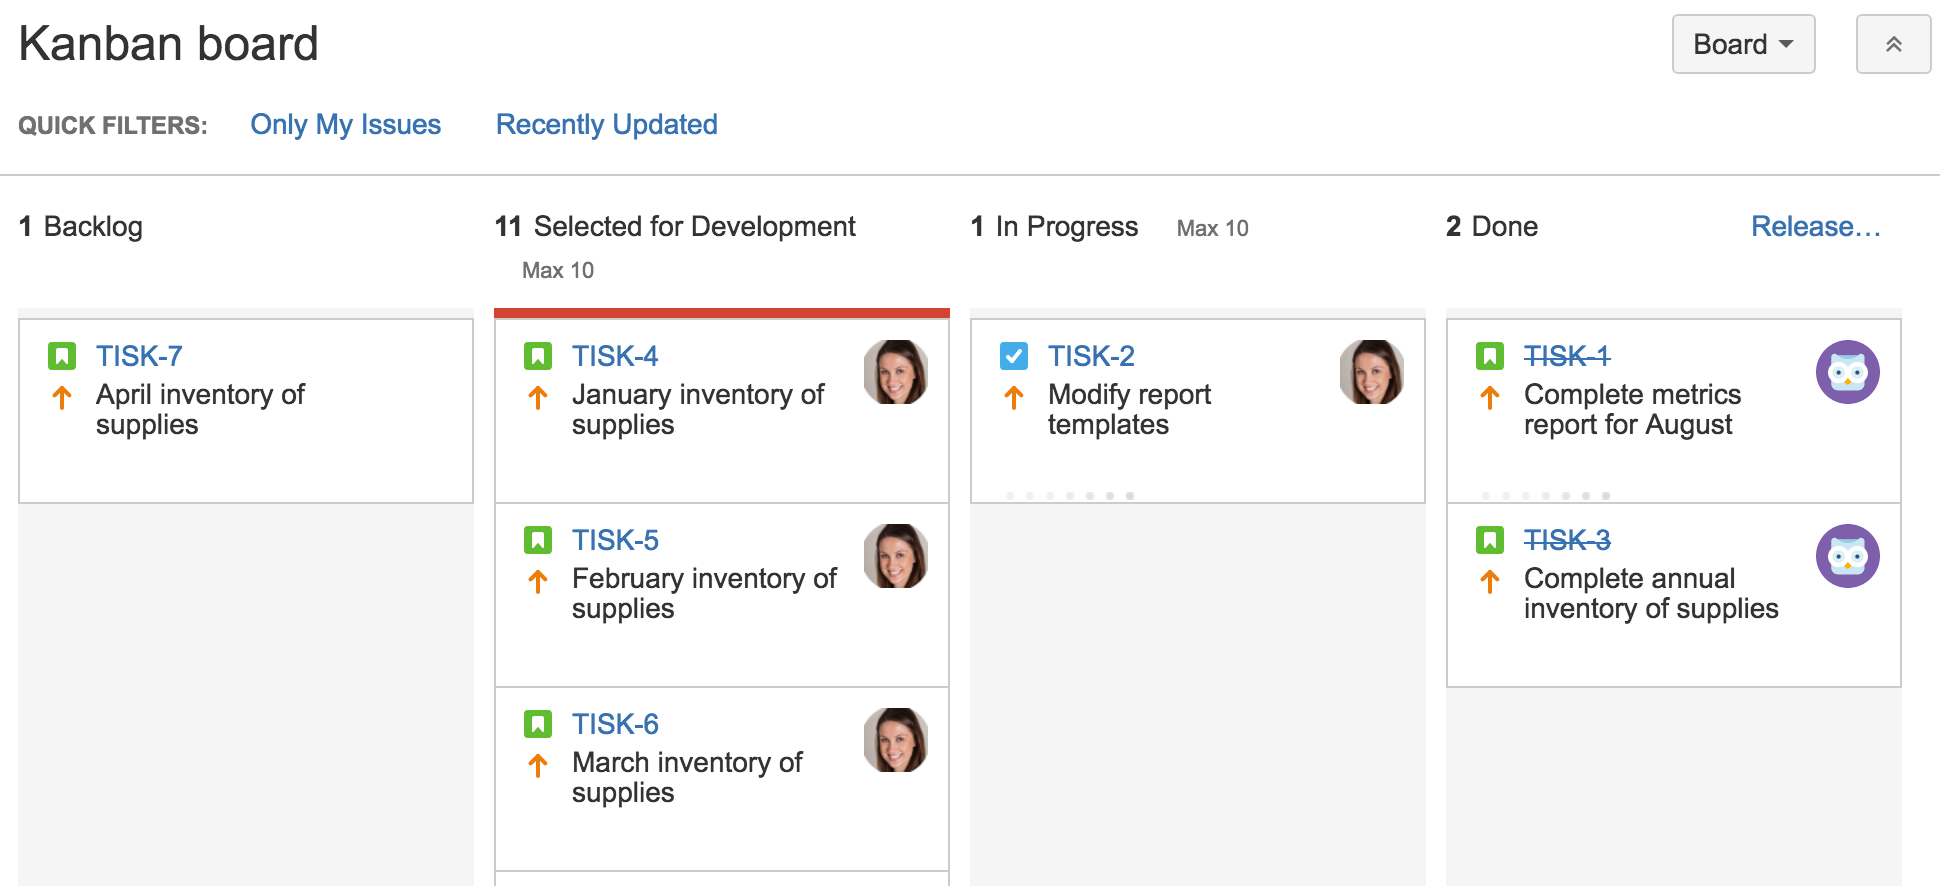 Kanban board
Board
QUICK FILTERS: Only My Issues Recently Updated
1 Backlog
11 Selected for Development
Max 10
1 In Progress Max 10
2 Done Release…
TISK-7
April inventory of
supplies
TISK-4
January inventory of
supplies
TISK-5
February inventory of
supplies
TISK-6
March inventory of
supplies
TISK-2
Modify report
templates
TISK-1
Complete metrics
report for August
TISK-3
Complete annual
inventory of supplies